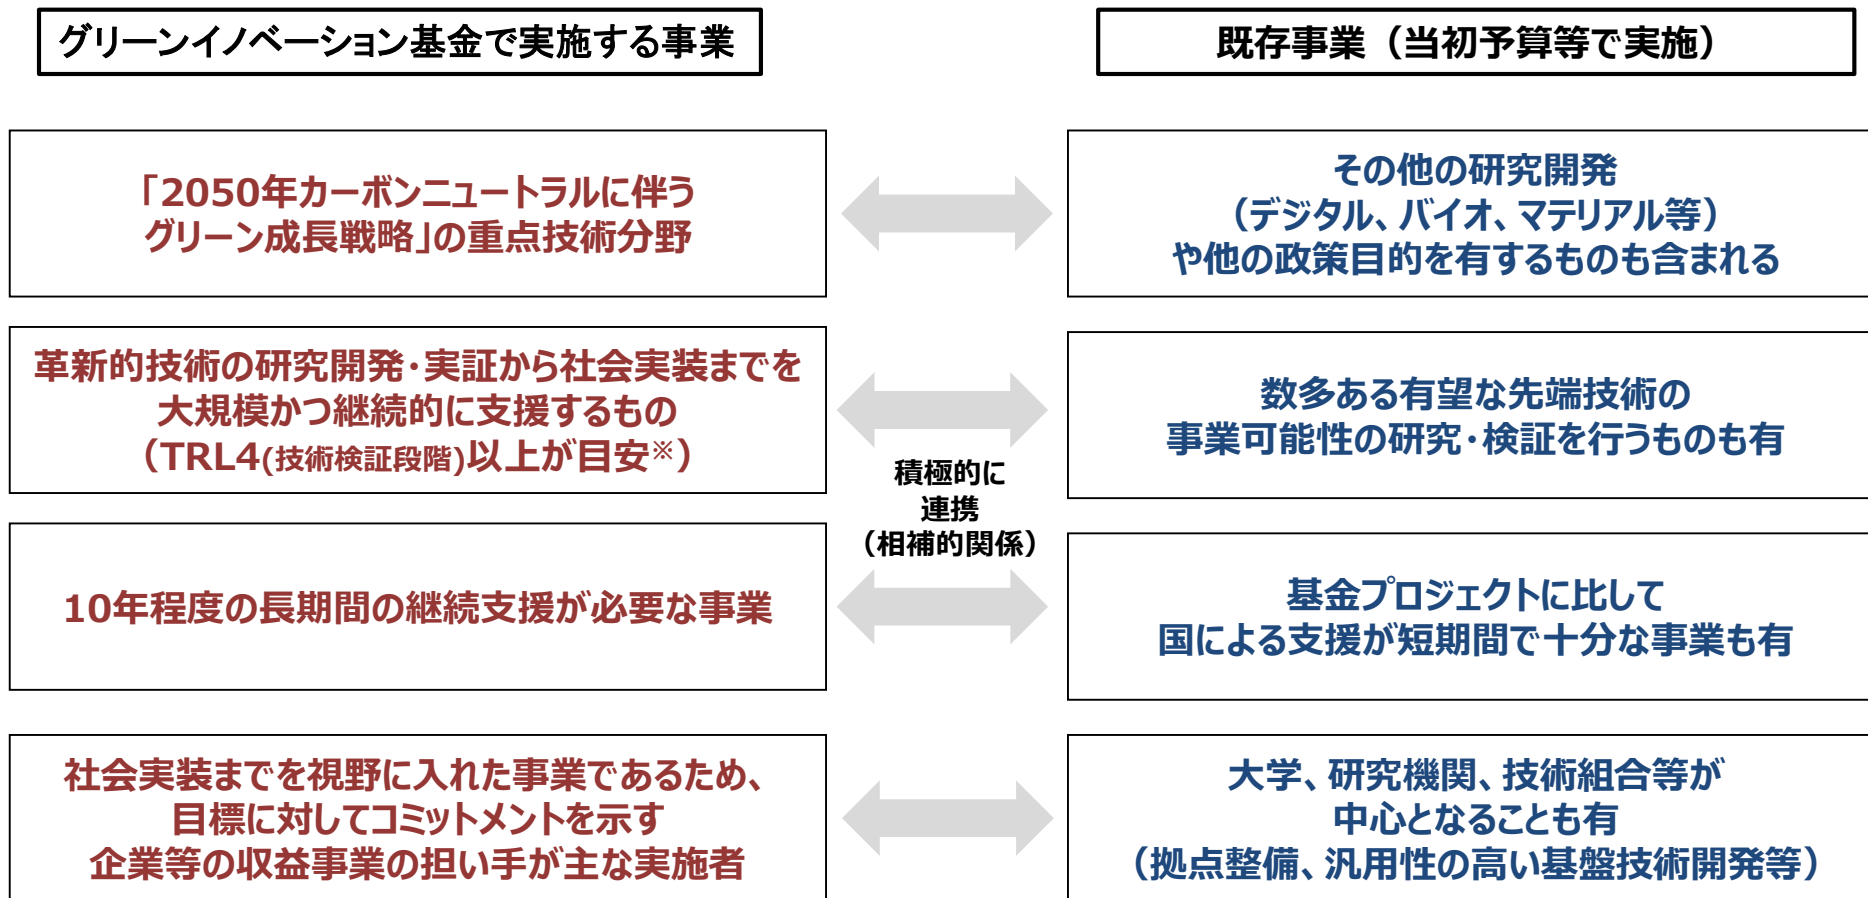 グリーンイノベーション基金で実施する事業
既存事業（当初予算等で実施）
「2050年カーボンニュートラルに伴う
グリーン成長戦略」の重点技術分野
その他の研究開発
（デジタル、バイオ、マテリアル等）
や他の政策目的を有するものも含まれる
革新的技術の研究開発・実証から社会実装までを
大規模かつ継続的に支援するもの
（TRL4(技術検証段階)以上が目安※）
数多ある有望な先端技術の
事業可能性の研究・検証を行うものも有
積極的に
連携
（相補的関係）
10年程度の長期間の継続支援が必要な事業
基金プロジェクトに比して
国による支援が短期間で十分な事業も有
社会実装までを視野に入れた事業であるため、
目標に対してコミットメントを示す
企業等の収益事業の担い手が主な実施者
大学、研究機関、技術組合等が
中心となることも有
（拠点整備、汎用性の高い基盤技術開発等）